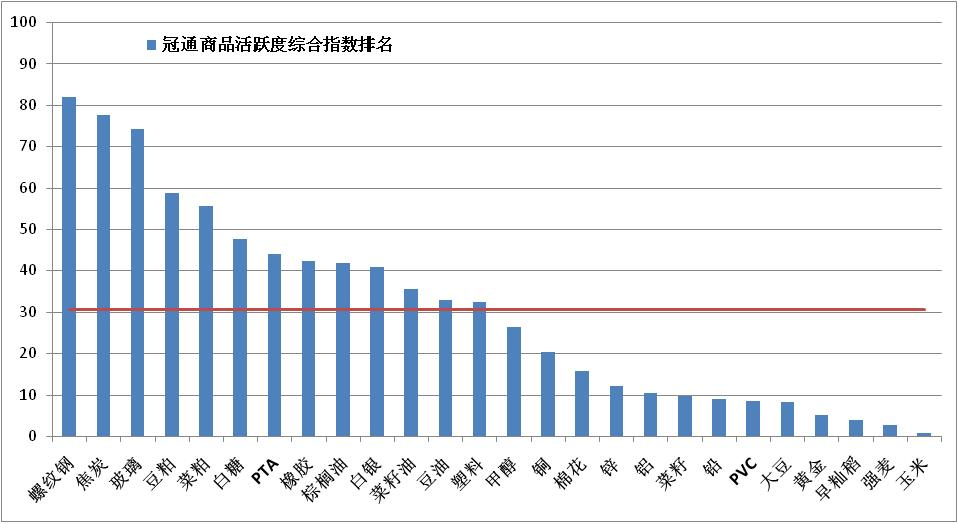 100
90
80
70
60
50
40
30
20
10
0
冠通商品活跃度综合指数排名
螺纹钢
焦炭
玻璃
豆粕
菜粕
白糖
PTA
橡胶
棕榈油
白银
菜籽油
豆油
塑料
甲醇
铜
棉花
锌
铝
菜籽
铅
PVC
大豆
黄金
早籼稻
强麦
玉米